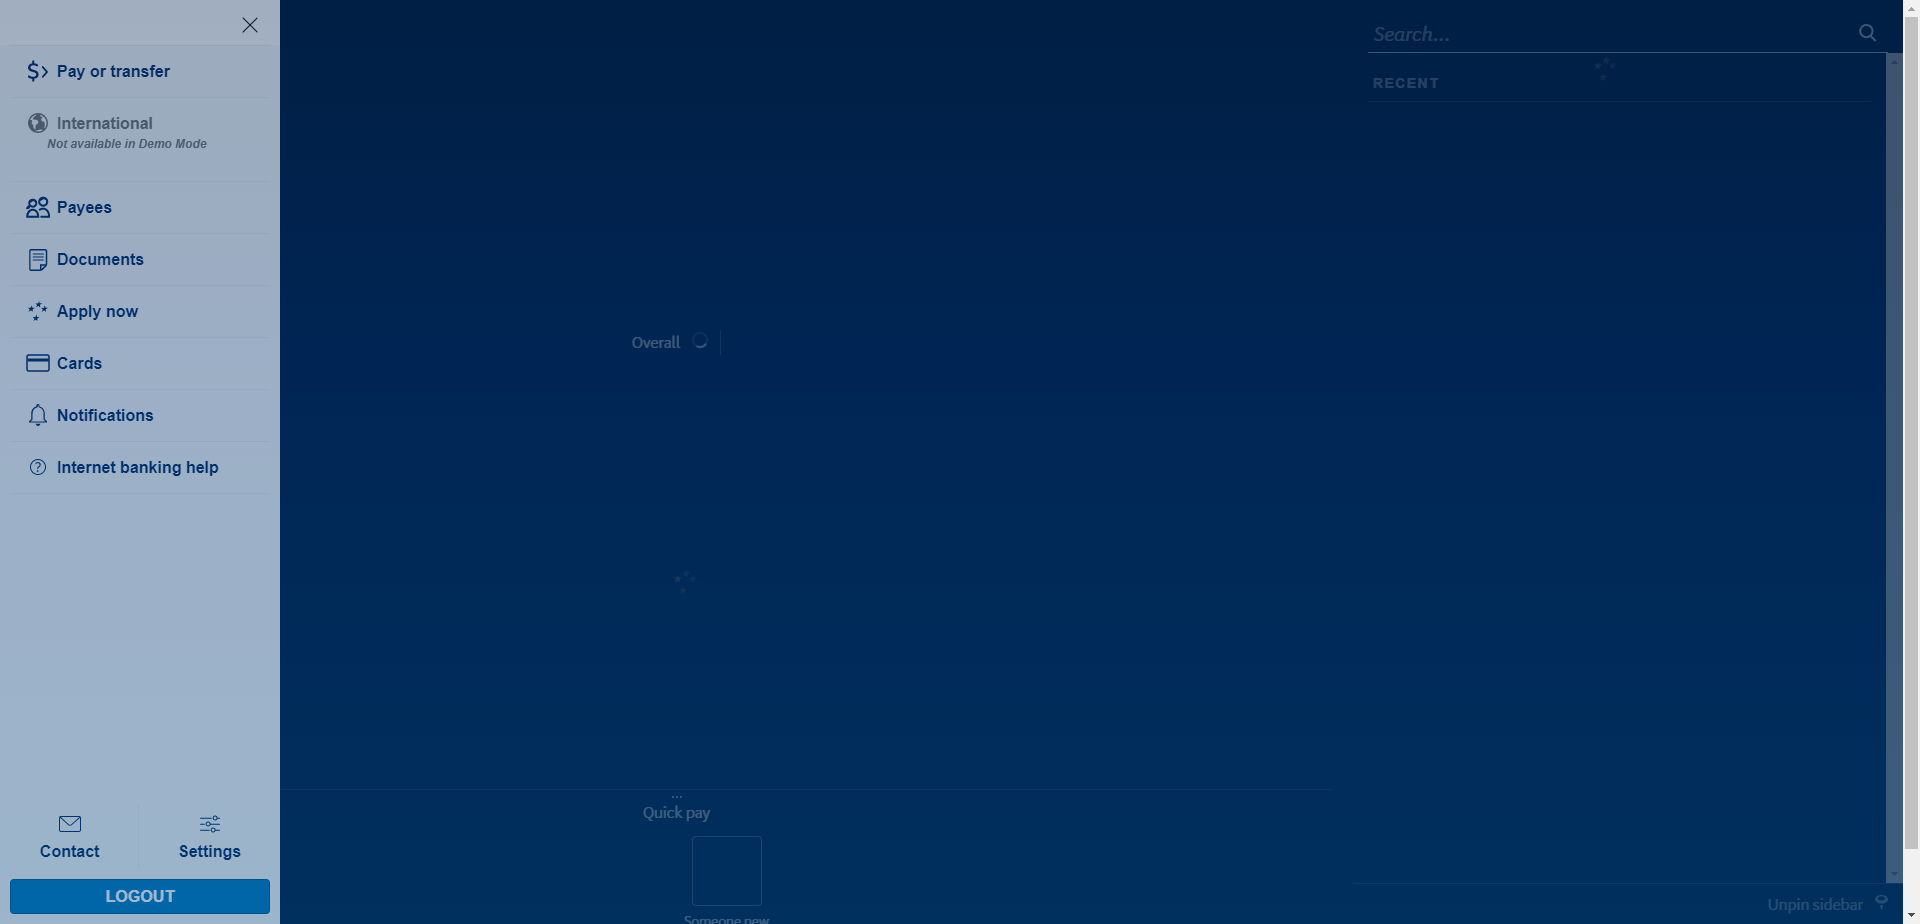 Pay or transfer
International
Not available in Demo Mode
Payees
Documents
Apply now
Cards
Notifications
Internet banking help
Contact
Settings
LOGOUT
Overall
...
Quick pay
Someone new
Search...
RECENT
Unpin sidebar